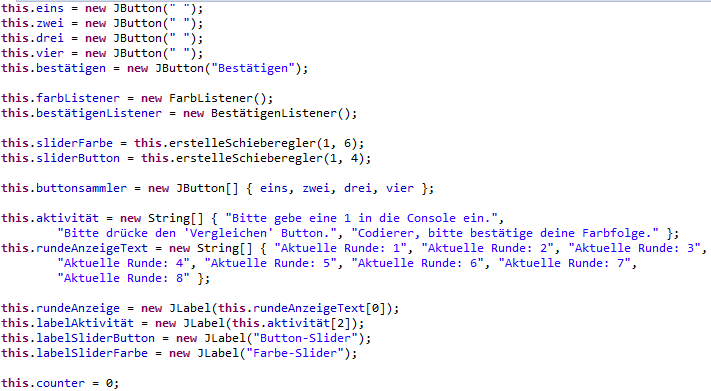 this.eins = new JButton(" ");
this.zwei = new JButton(" ");
this.drei = new JButton(" ");
this.vier = new JButton(" ");
this.bestätigen = new JButton("Bestätigen");
this.farbListener = new FarbListener();
this.bestätigenListener = new BestätigenListener();
this.sliderFarbe = this.erstelleSchieberegler(1, 6);
this.sliderButton = this.erstelleSchieberegler(1, 4);
this.buttonsammler = new JButton[] { eins, zwei, drei, vier };
this.aktivität = new String[] { "Bitte gebe eine 1 in die Console ein.",
"Bitte drücke den 'Vergleichen' Button.", "Codierer, bitte bestätige deine Farbfolge." };
this.rundeAnzeigeText = new String[] { "Aktuelle Runde: 1", "Aktuelle Runde: 2", "Aktuelle Runde: 3",
"Aktuelle Runde: 4", "Aktuelle Runde: 5", "Aktuelle Runde: 6", "Aktuelle Runde: 7",
"Aktuelle Runde: 8" };
this.rundeAnzeige = new JLabel(this.rundeAnzeigeText[0]);
this.labelAktivität = new JLabel(this.aktivität[2]);
this.labelSliderButton = new JLabel("Button-Slider");
this.labelSliderFarbe = new JLabel("Farbe-Slider");
this.counter = 0;